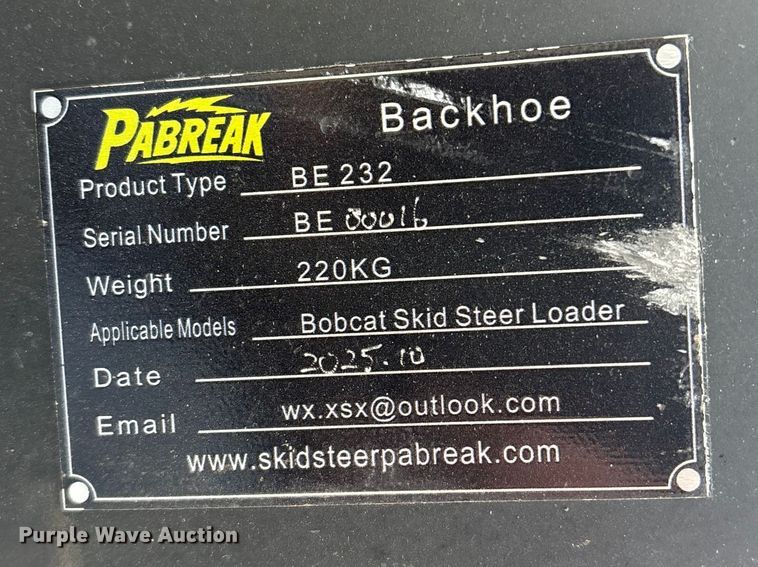 PABREAK Backhoe
Product Type BE 232
Serial Number BE 00016
Weight 220KG
Applicable Models Bobcat Skid Steer Loader
Date 2025.10
Email wx.xsx@outlook.com
www.skidsteerpabreak.com
Purple Wave Auction